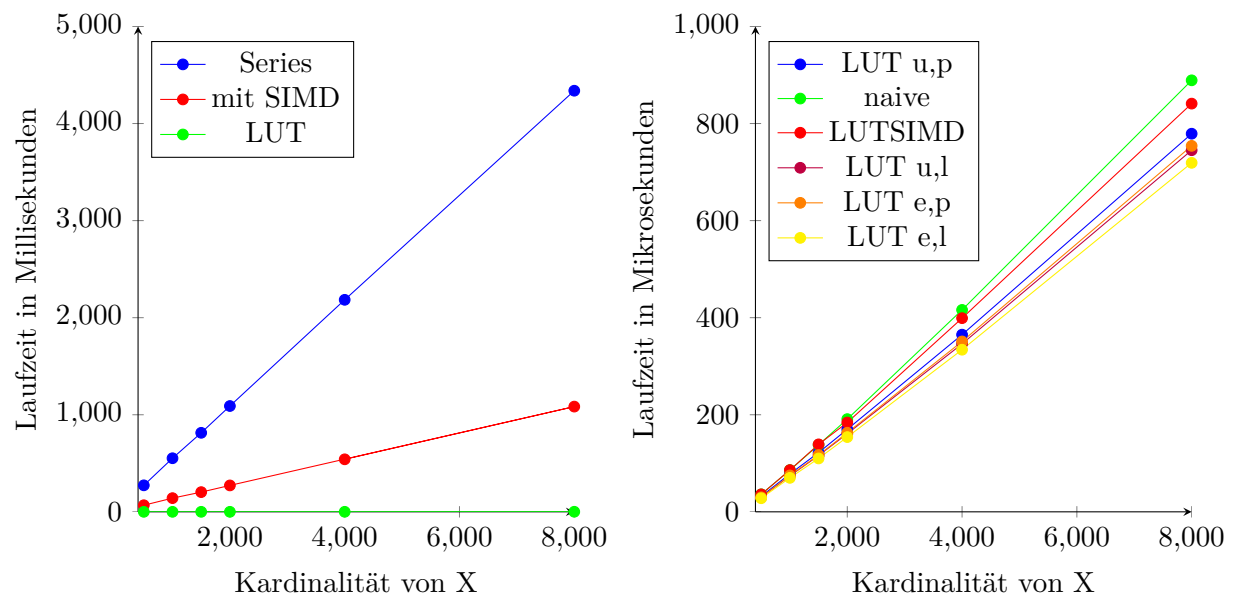 5,000
4,000
3,000
2,000
1,000
0
Laufzeit in Millisekunden
Series
mit SIMD
LUT
2,000
4,000
6,000
8,000
Kardinalität von X
1,000
800
600
400
200
0
Laufzeit in Mikrosekunden
LUT u,p
naive
LUTSIMD
LUT u,l
LUT e,p
LUT e,l
2,000
4,000
6,000
8,000
Kardinalität von X